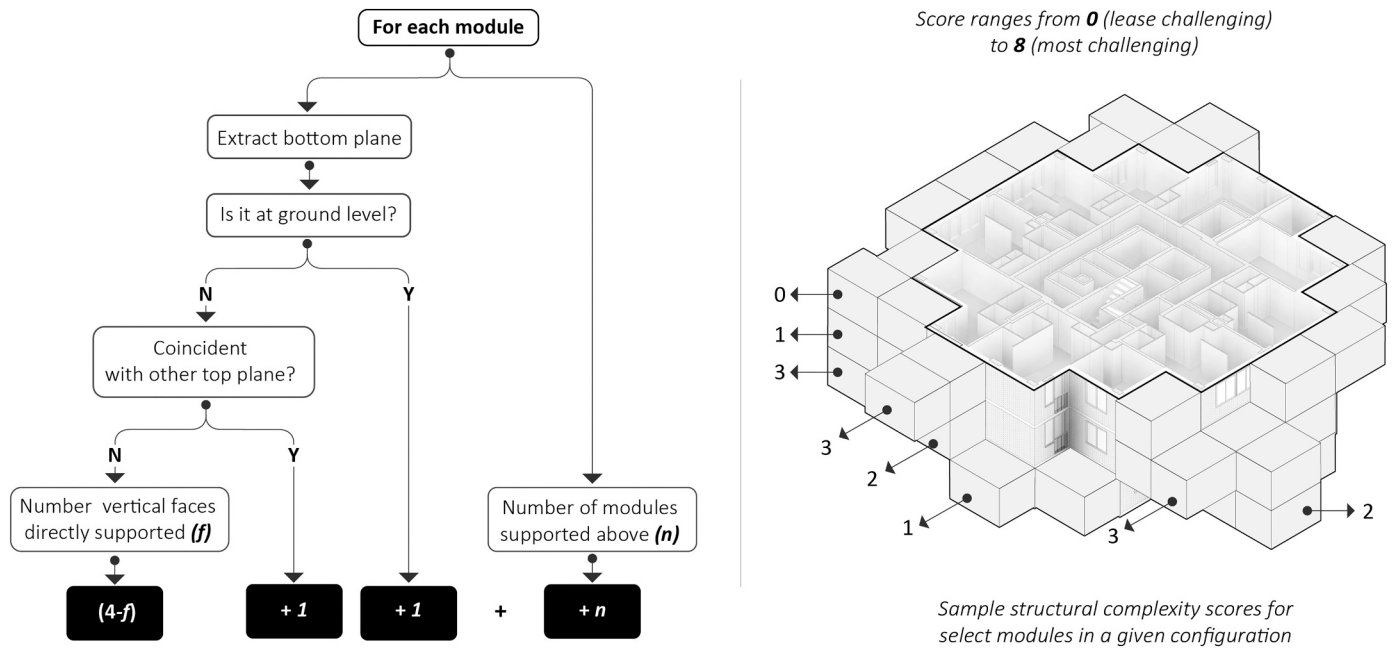 For each module
Extract bottom plane
Is it at ground level?
N
Y
Coincident
with other top plane?
N
Y
Number vertical faces
directly supported (f)
Number of modules
supported above (n)
(4-f)
+ 1
+ 1
+
+ n
Score ranges from 0 (lease challenging)
to 8 (most challenging)
0
1
3
3
2
1
3
2
Sample structural complexity scores for
select modules in a given configuration